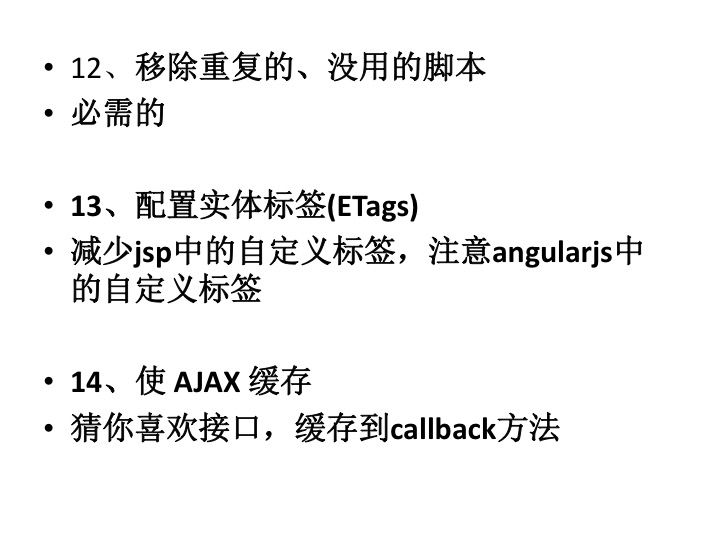 • 12、移除重复的、没用的脚本
• 必需的
• 13、配置实体标签(ETags)
• 减少jsp中的自定义标签，注意angularjs中
的自定义标签
• 14、使 AJAX 缓存
• 猜你喜欢接口，缓存到callback方法